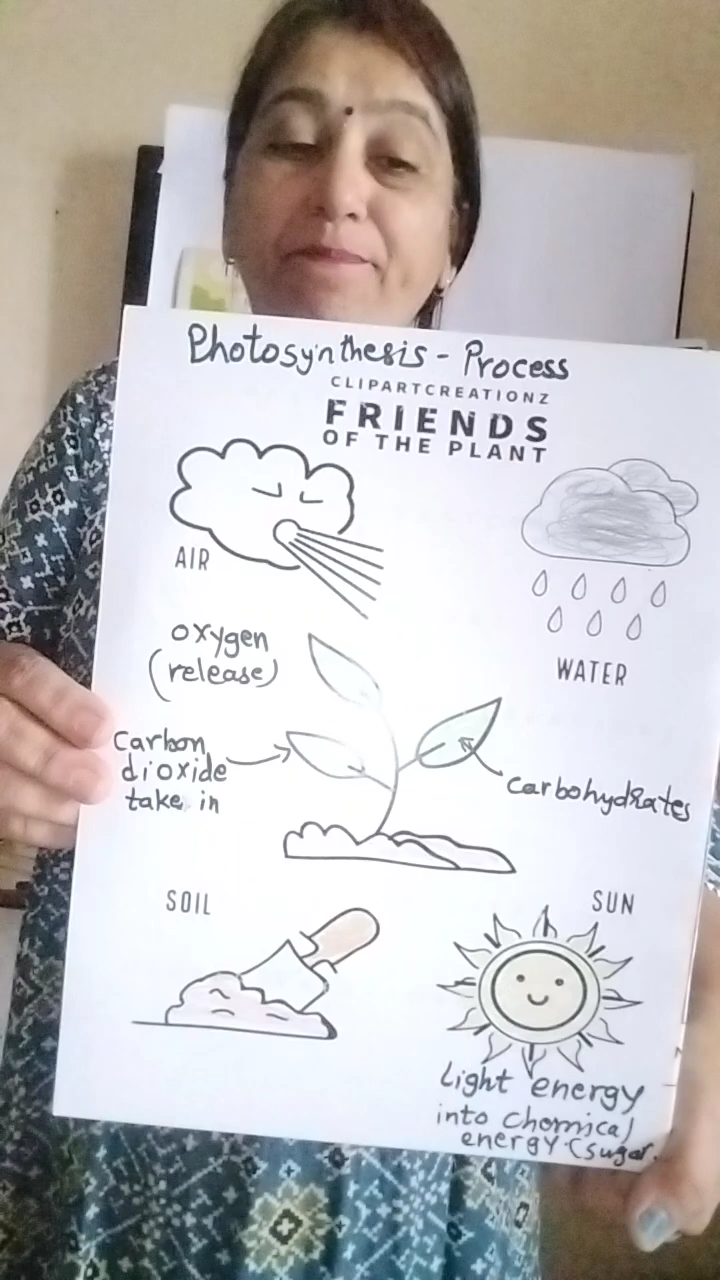 Photosynthesis - Process
CLIPARTCREATIONZ
FRIENDS
OF THE PLANT
AIR
WATER
oxygen
(release)
Carbon
dioxide
take in
carbohydrates
SOIL
SUN
Light energy
into chemical
energy (sugar.